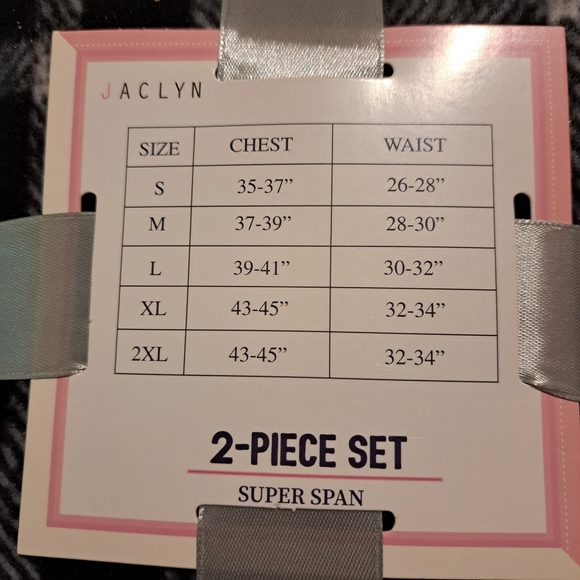 JACLYN
SIZE CHEST WAIST
S 35-37” 26-28”
M 37-39” 28-30”
L 39-41” 30-32”
XL 43-45” 32-34”
2XL 43-45” 32-34”
2-PIECE SET
SUPER SPAN